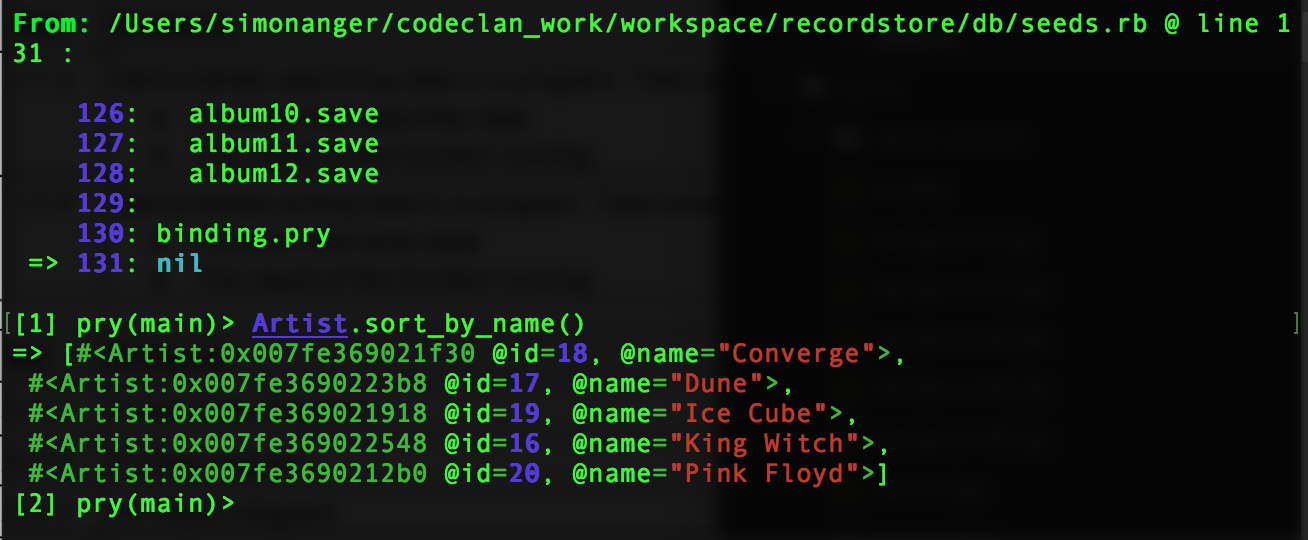 From: /Users/simonanger/codeclan_work/workspace/recordstore/db/seeds.rb @ line 1
31 :
126:   album10.save
127:   album11.save
128:   album12.save
129:
130: binding.pry
=> 131: nil
[[1] pry(main)> Artist.sort_by_name() ]
=> [#<Artist:0x007fe369021f30 @id=18, @name="Converge">,
#<Artist:0x007fe3690223b8 @id=17, @name="Dune">,
#<Artist:0x007fe369021918 @id=19, @name="Ice Cube">,
#<Artist:0x007fe369022548 @id=16, @name="King Witch">,
#<Artist:0x007fe3690212b0 @id=20, @name="Pink Floyd">]
[2] pry(main)>